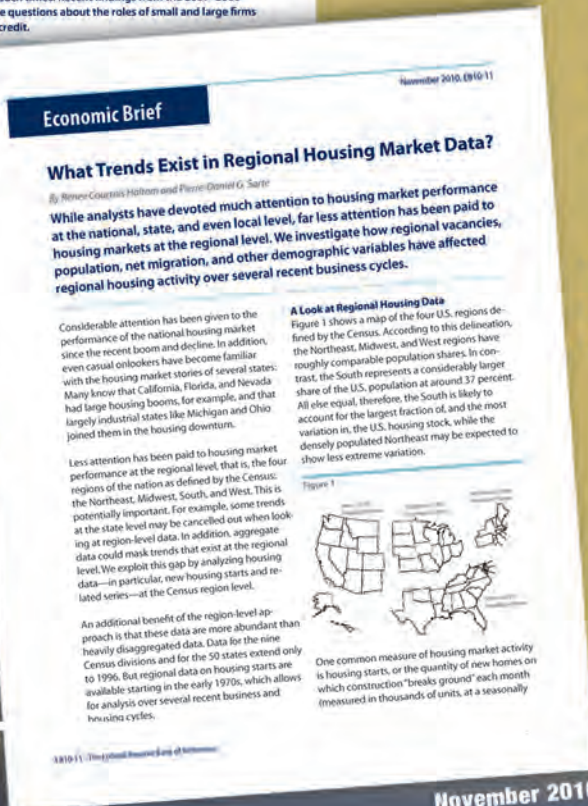 e questions about the roles of small and large firms
credit.
November 2010, EB10-11
Economic Brief
What Trends Exist in Regional Housing Market Data?
By Renee Courtois Haltom and Pierre-Daniel G. Sarte
While analysts have devoted much attention to housing market performance
at the national, state, and even local level, far less attention has been paid to
housing markets at the regional level. We investigate how regional vacancies,
population, net migration, and other demographic variables have affected
regional housing activity over several recent business cycles.
Considerable attention has been given to the
performance of the national housing market
since the recent boom and decline. In addition,
even casual onlookers have become familiar
with the housing market stories of several states:
Many know that California, Florida, and Nevada
had large housing booms, for example, and that
largely industrial states like Michigan and Ohio
joined them in the housing downturn.
Less attention has been paid to housing market
performance at the regional level, that is, the four
regions of the nation as defined by the Census:
the Northeast, Midwest, South, and West. This is
potentially important. For example, some trends
at the state level may be cancelled out when look-
ing at region-level data. In addition, aggregate
data could mask trends that exist at the regional
level. We exploit this gap by analyzing housing
data—in particular, new housing starts and re-
lated series—at the Census region level.
An additional benefit of the region-level ap-
proach is that these data are more abundant than
heavily disaggregated data. Data for the nine
Census divisions and for the 50 states extend only
to 1996. But regional data on housing starts are
available starting in the early 1970s, which allows
for analysis over several recent business and
housing cycles.
A Look at Regional Housing Data
Figure 1 shows a map of the four U.S. regions de-
fined by the Census. According to this delineation,
the Northeast, Midwest, and West regions have
roughly comparable population shares. In con-
trast, the South represents a considerably larger
share of the U.S. population at around 37 percent.
All else equal, therefore, the South is likely to
account for the largest fraction of, and the most
variation in, the U.S. housing stock, while the
densely populated Northeast may be expected to
show less extreme variation.
Figure 1
One common measure of housing market activity
is housing starts, or the quantity of new homes on
which construction "breaks ground" each month
(measured in thousands of units, at a seasonally
EB10-11 - The Federal Reserve Bank of Richmond
November 201